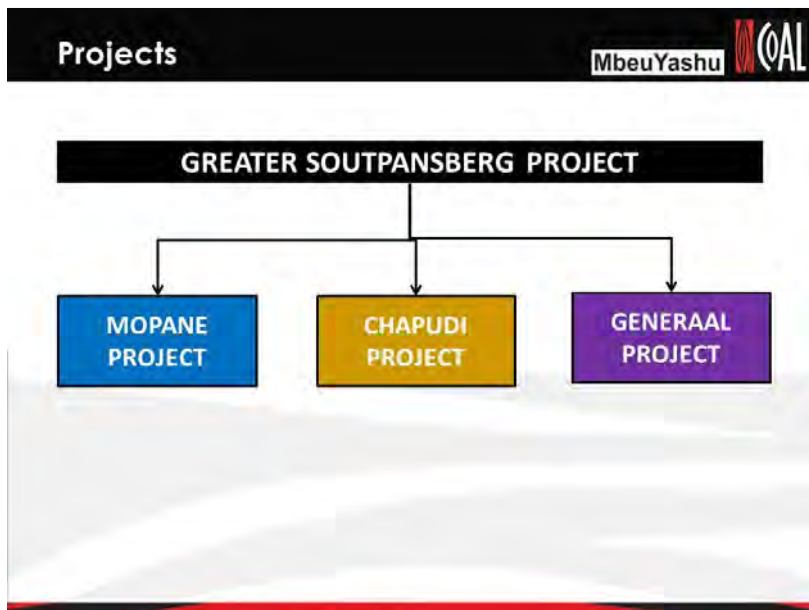 Projects
MbeuYashu
COAL
GREATER SOUTPANSBERG PROJECT
MOPANE
PROJECT
CHAPUDI
PROJECT
GENERAAL
PROJECT